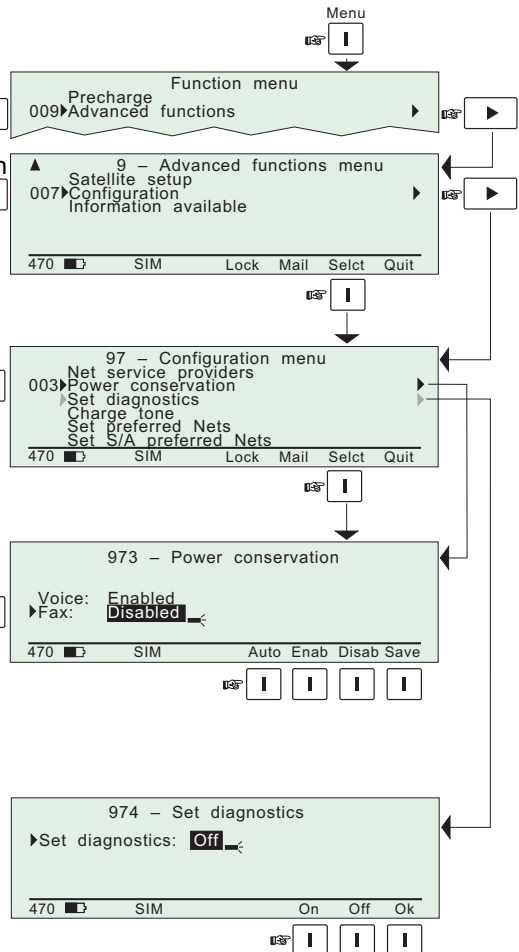 Menu
Function menu
Precharge
009 Advanced functions
n
9 – Advanced functions menu
Satellite setup
007 Configuration
Information available
470 SIM Lock Mail Selct Quit
97 – Configuration menu
Net service providers
003 Power conservation
Set diagnostics
Charge tone
Set preferred Nets
Set S/A preferred Nets
470 SIM Lock Mail Selct Quit
973 – Power conservation
Voice: Enabled
Fax: Disabled
470 SIM Auto Enab Disab Save
974 – Set diagnostics
Set diagnostics: Off
470 SIM On Off Ok